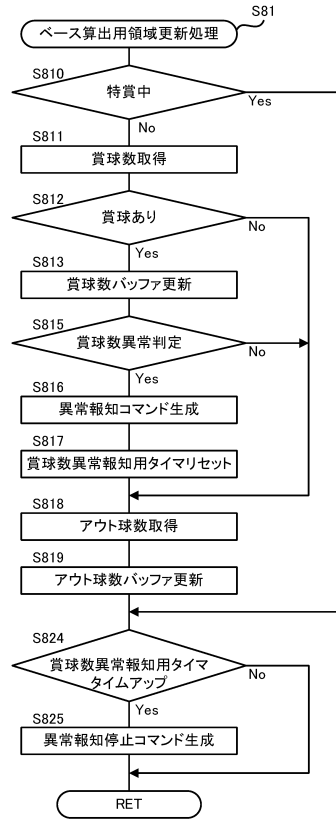 S81
ベース算出用領域更新処理
S810
特賞中
Yes
No
S811
賞球数取得
S812
賞球あり
No
Yes
S813
賞球数バッファ更新
S815
賞球数異常判定
No
Yes
S816
異常報知コマンド生成
S817
賞球数異常報知用タイマリセット
S818
アウト球数取得
S819
アウト球数バッファ更新
S824
賞球数異常報知用タイマ
タイムアップ
No
Yes
S825
異常報知停止コマンド生成
RET